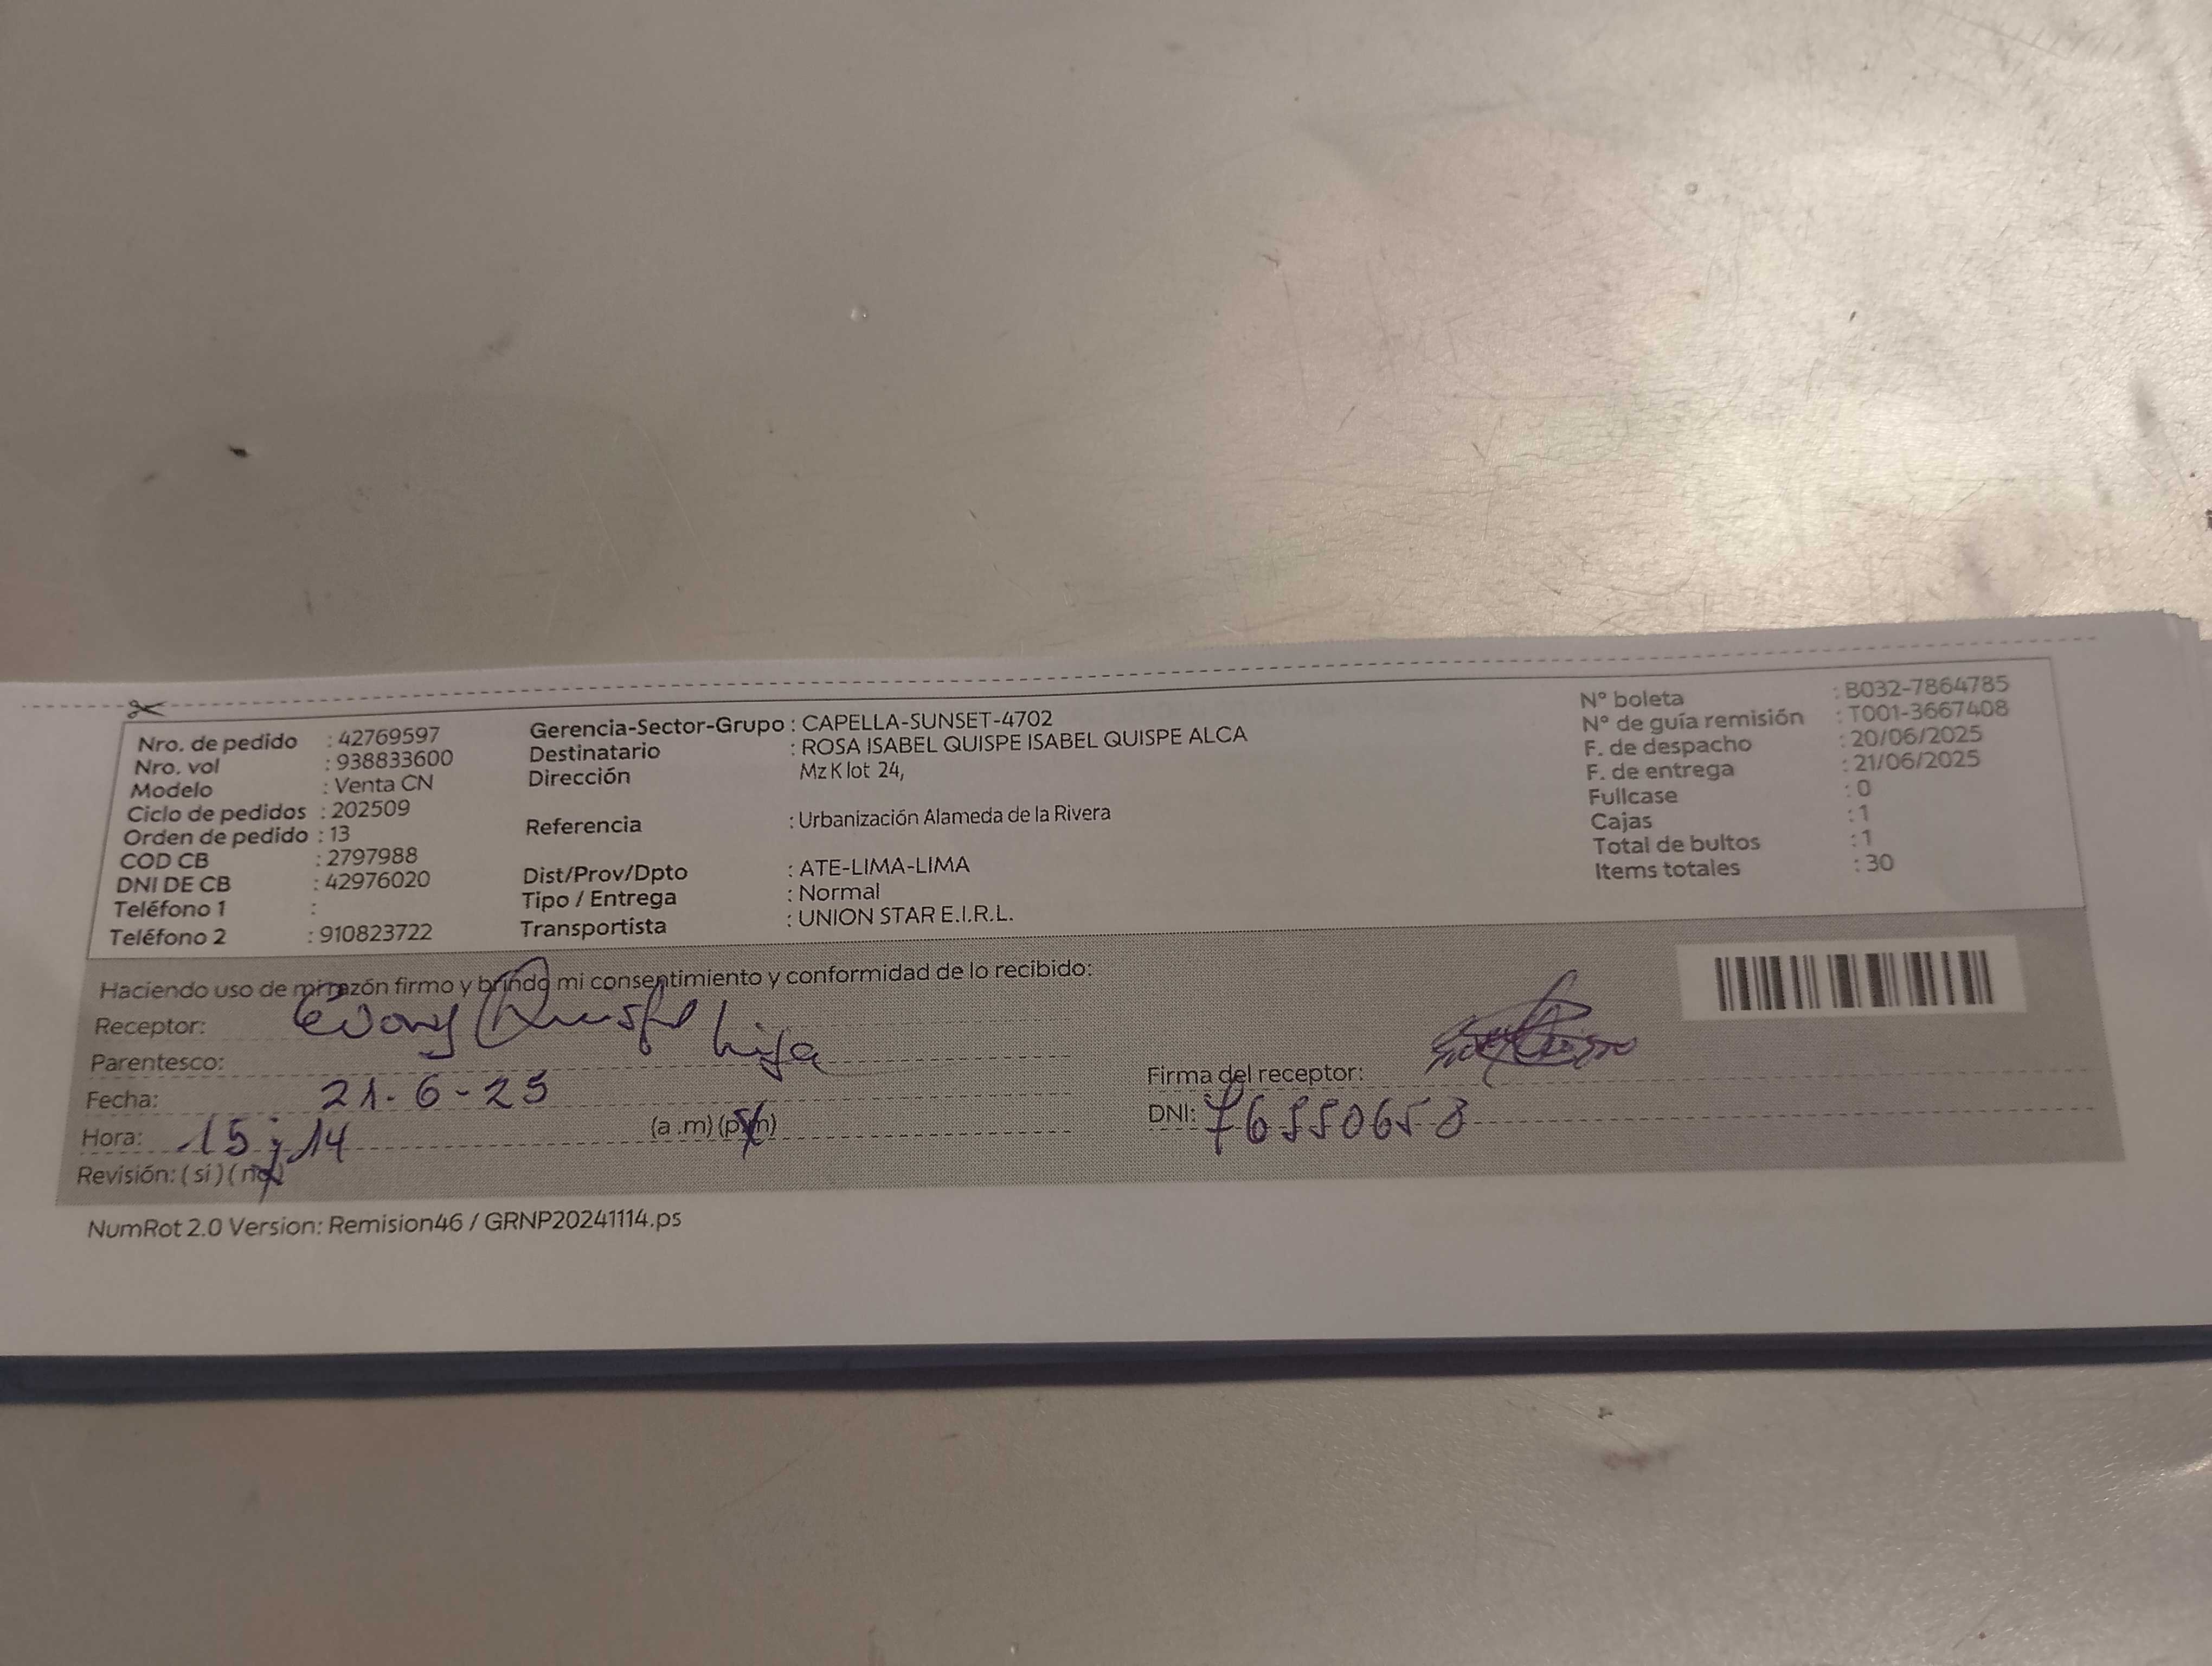 Nro. de pedido : 42769597
Nro. vol : 938833600
Modelo : Venta CN
Ciclo de pedidos : 202509
Orden de pedido : 13
COD CB : 2797988
DNI DE CB : 42976020
Teléfono 1 :
Teléfono 2 : 910823722
Gerencia-Sector-Grupo : CAPELLA-SUNSET-4702
Destinatario : ROSA ISABEL QUISPE ISABEL QUISPE ALCA
Dirección Mz K lot 24,
Referencia : Urbanización Alameda de la Rivera
Dist/Prov/Dpto : ATE-LIMA-LIMA
Tipo / Entrega : Normal
Transportista : UNION STAR E.I.R.L.
N° boleta : B032-7864785
N° de guía remisión : T001-3667408
F. de despacho : 20/06/2025
F. de entrega : 21/06/2025
Fullcase : 0
Cajas : 1
Total de bultos : 1
Items totales : 30
Haciendo uso de mi razón firmo y brindo mi consentimiento y conformidad de lo recibido:
Receptor: Quispe
Parentesco: hija
Fecha: 21-6-25
Hora: 15:14 (a .m) (p.m)
Revisión: ( sí ) ( no )
Firma del receptor:
DNI: 76550658
NumRot 2.0 Version: Remision46 / GRNP20241114.ps